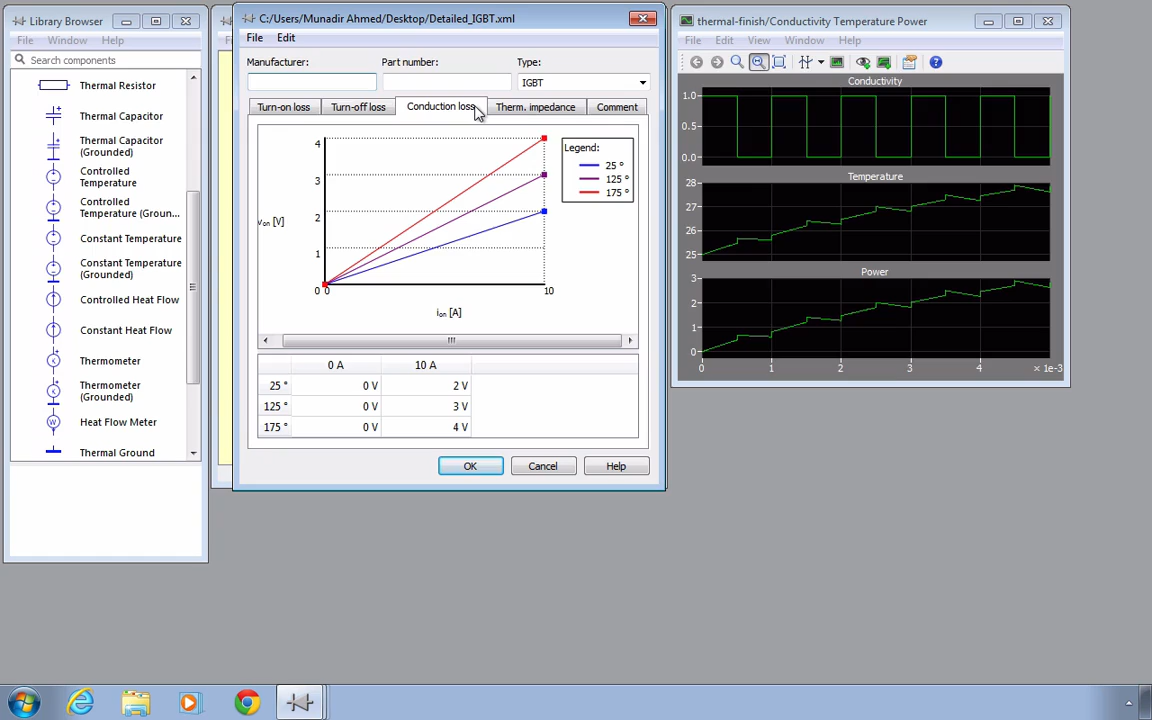 Library Browser
File Window Help
Search components
Thermal Resistor
Thermal Capacitor
Thermal Capacitor
(Grounded)
Controlled
Temperature
Controlled
Temperature (Groun...
Constant Temperature
Constant Temperature
(Grounded)
Controlled Heat Flow
Constant Heat Flow
Thermometer
Thermometer
(Grounded)
Heat Flow Meter
Thermal Ground
C:/Users/Munadir Ahmed/Desktop/Detailed_IGBT.xml
File Edit
Manufacturer: Part number: Type:
IGBT
Turn-on loss Turn-off loss Conduction loss Therm. impedance Comment
4
3
2
1
0
0 10
von [V]
ion [A]
Legend:
25 °
125 °
175 °
0 A 10 A
25 ° 0 V 2 V
125 ° 0 V 3 V
175 ° 0 V 4 V
OK Cancel Help
thermal-finish/Conductivity Temperature Power
File Edit View Window Help
Conductivity
1.0
0.5
0.0
Temperature
28
27
26
25
Power
3
2
1
0
0 1 2 3 4 × 1e-3